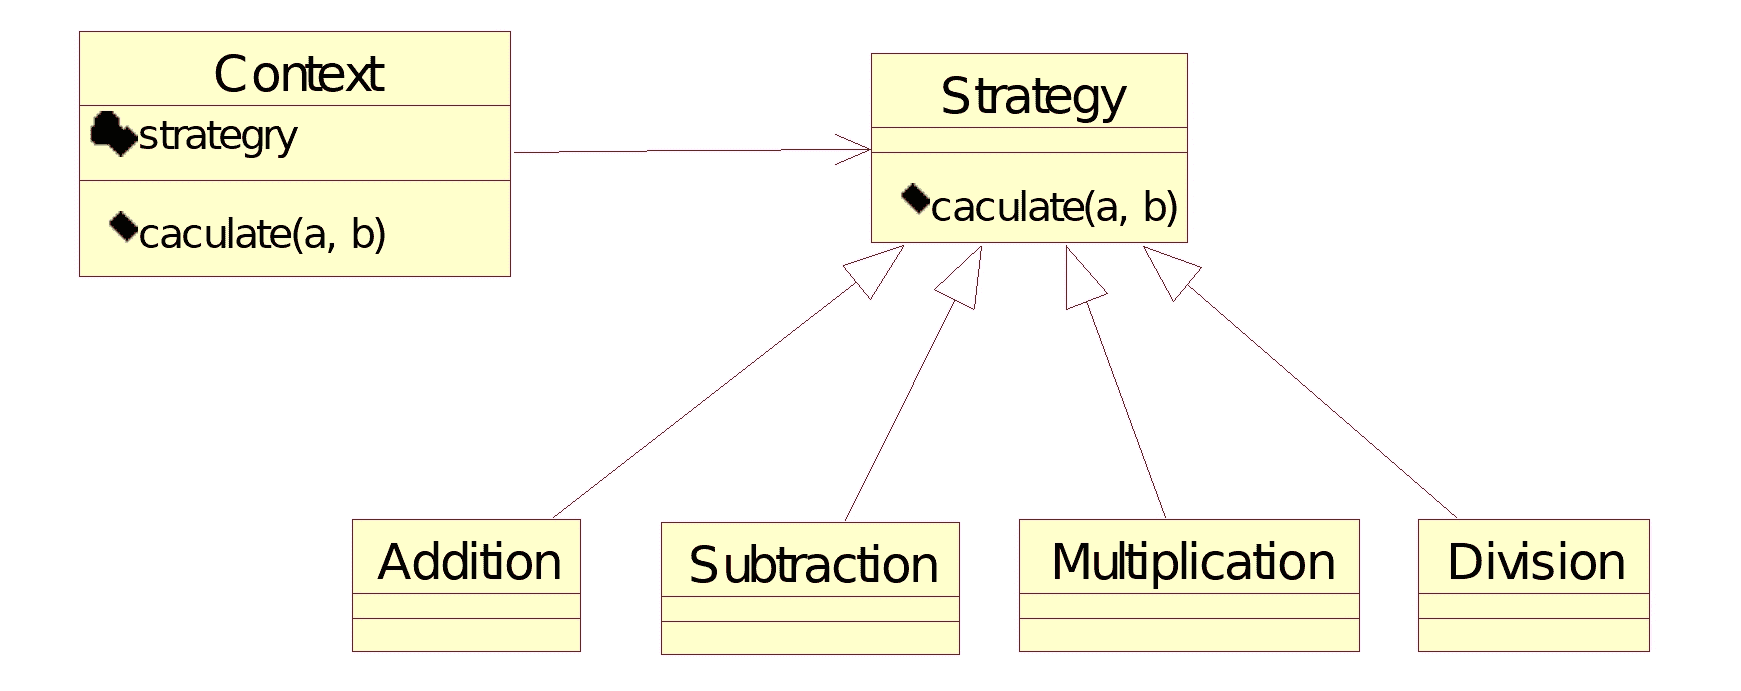 Context
strategry
caculate(a, b)
Strategy
caculate(a, b)
Addition
Subtraction
Multiplication
Division